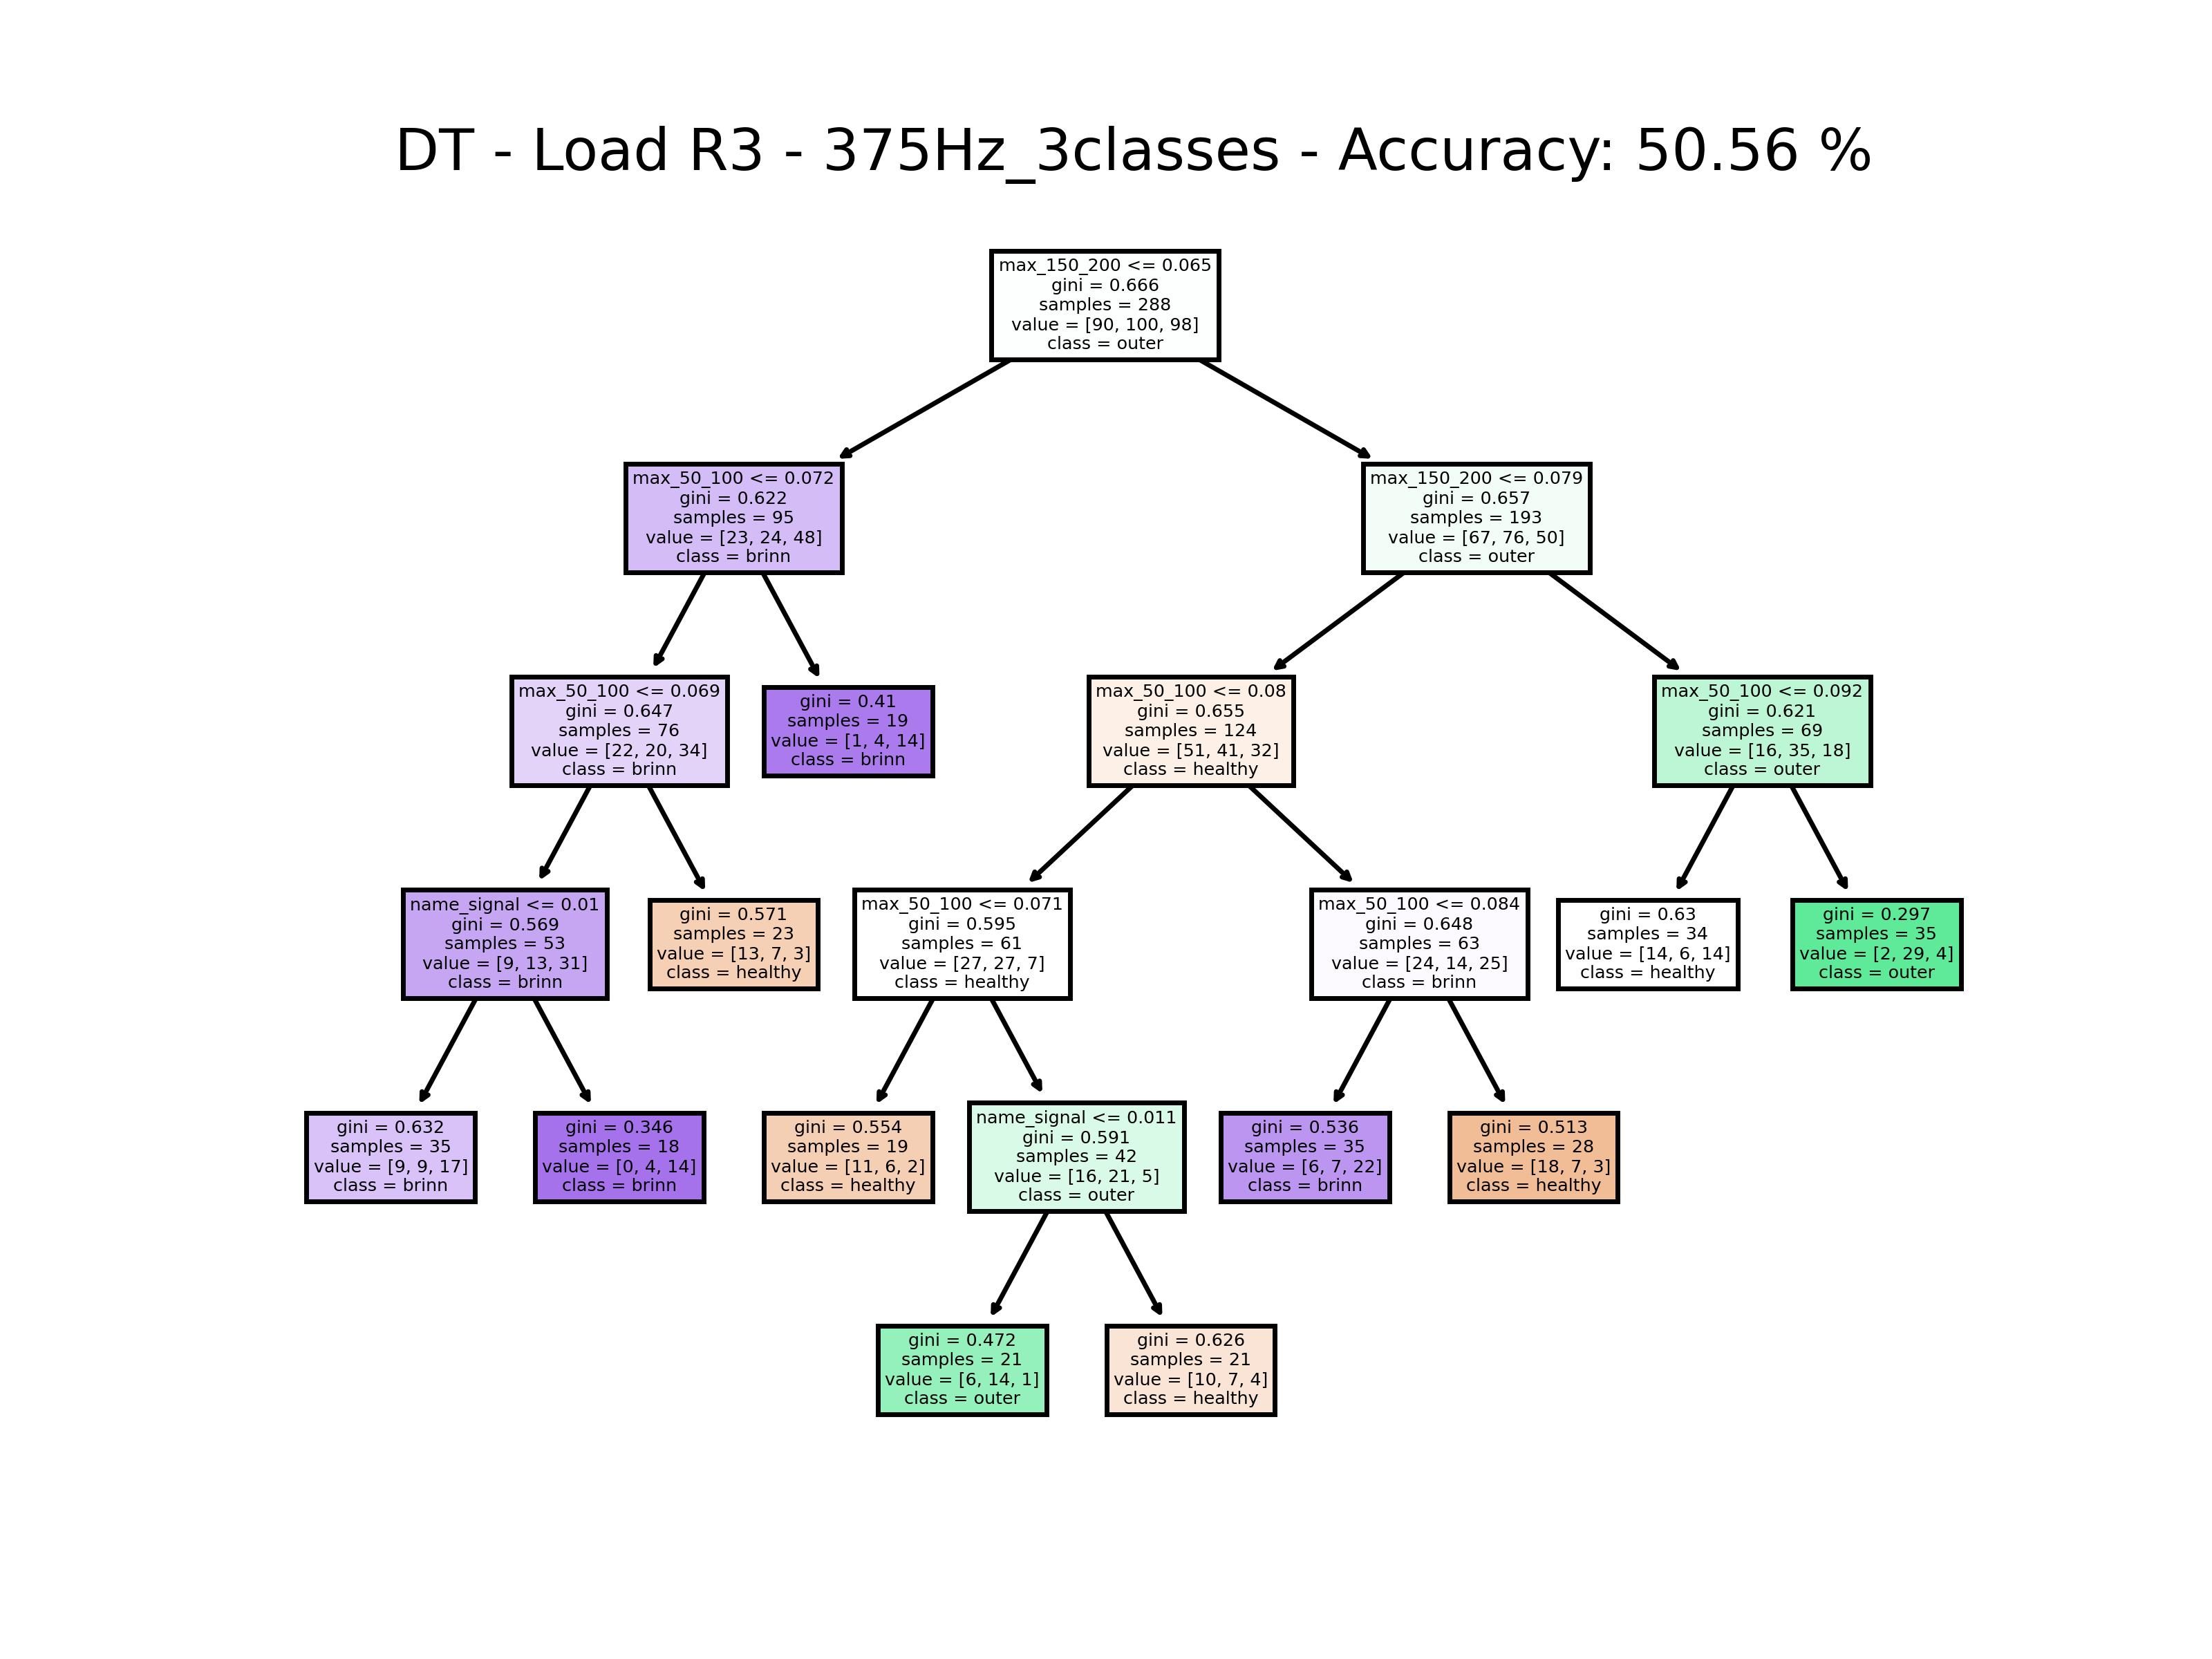 DT - Load R3 - 375Hz_3classes - Accuracy: 50.56 %
max_150_200 <= 0.065
gini = 0.666
samples = 288
value = [90, 100, 98]
class = outer
max_50_100 <= 0.072
gini = 0.622
samples = 95
value = [23, 24, 48]
class = brinn
max_150_200 <= 0.079
gini = 0.657
samples = 193
value = [67, 76, 50]
class = outer
max_50_100 <= 0.069
gini = 0.647
samples = 76
value = [22, 20, 34]
class = brinn
gini = 0.41
samples = 19
value = [1, 4, 14]
class = brinn
max_50_100 <= 0.08
gini = 0.655
samples = 124
value = [51, 41, 32]
class = healthy
max_50_100 <= 0.092
gini = 0.621
samples = 69
value = [16, 35, 18]
class = outer
name_signal <= 0.01
gini = 0.569
samples = 53
value = [9, 13, 31]
class = brinn
gini = 0.571
samples = 23
value = [13, 7, 3]
class = healthy
max_50_100 <= 0.071
gini = 0.595
samples = 61
value = [27, 27, 7]
class = healthy
max_50_100 <= 0.084
gini = 0.648
samples = 63
value = [24, 14, 25]
class = brinn
gini = 0.63
samples = 34
value = [14, 6, 14]
class = healthy
gini = 0.297
samples = 35
value = [2, 29, 4]
class = outer
gini = 0.632
samples = 35
value = [9, 9, 17]
class = brinn
gini = 0.346
samples = 18
value = [0, 4, 14]
class = brinn
gini = 0.554
samples = 19
value = [11, 6, 2]
class = healthy
name_signal <= 0.011
gini = 0.591
samples = 42
value = [16, 21, 5]
class = outer
gini = 0.536
samples = 35
value = [6, 7, 22]
class = brinn
gini = 0.513
samples = 28
value = [18, 7, 3]
class = healthy
gini = 0.472
samples = 21
value = [6, 14, 1]
class = outer
gini = 0.626
samples = 21
value = [10, 7, 4]
class = healthy